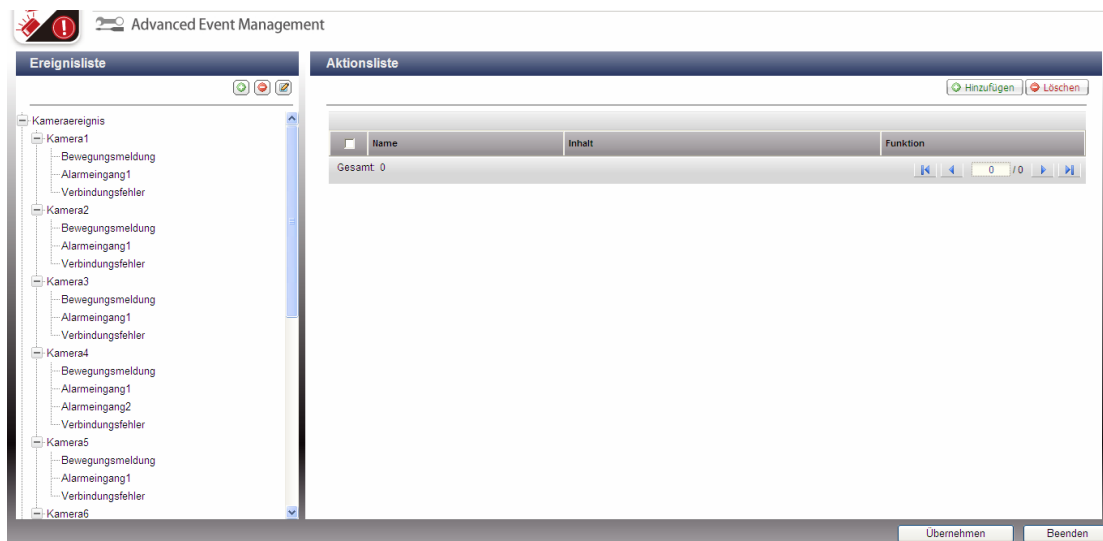 Advanced Event Management
Ereignisliste
Kameraereignis
Kamera1
Bewegungsmeldung
Alarmeingang1
Verbindungsfehler
Kamera2
Bewegungsmeldung
Alarmeingang1
Verbindungsfehler
Kamera3
Bewegungsmeldung
Alarmeingang1
Verbindungsfehler
Kamera4
Bewegungsmeldung
Alarmeingang1
Alarmeingang2
Verbindungsfehler
Kamera5
Bewegungsmeldung
Alarmeingang1
Verbindungsfehler
Kamera6
Aktionsliste
Hinzufügen Löschen
Name Inhalt Funktion
Gesamt: 0 0 / 0
Übernehmen Beenden